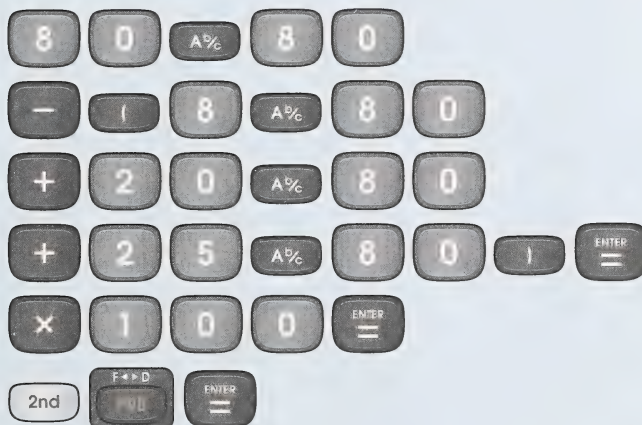 8 0 A b/c 8 0
− ( 8 A b/c 8 0
+ 2 0 A b/c 8 0
+ 2 5 A b/c 8 0 ) ENTER =
× 1 0 0 ENTER =
2nd F◄►D ENTER =